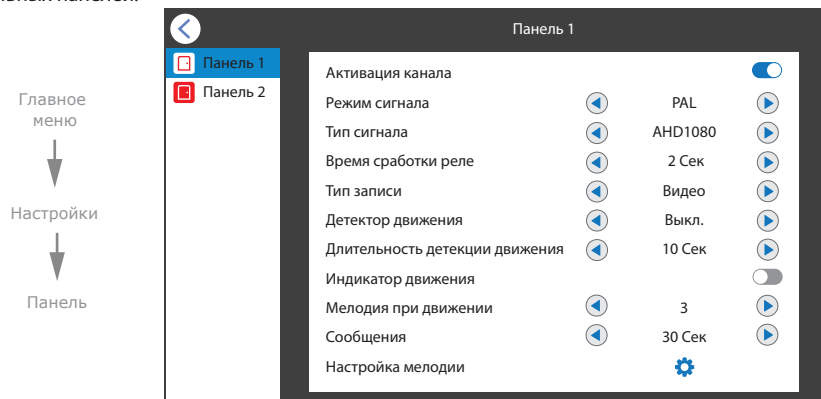 Панель 1
Панель 1
Панель 2
Главное
меню
Настройки
Панель
Активация канала
Режим сигнала PAL
Тип сигнала AHD1080
Время сработки реле 2 Сек
Тип записи Видео
Детектор движения Выкл.
Длительность детекции движения 10 Сек
Индикатор движения
Мелодия при движении 3
Сообщения 30 Сек
Настройка мелодии